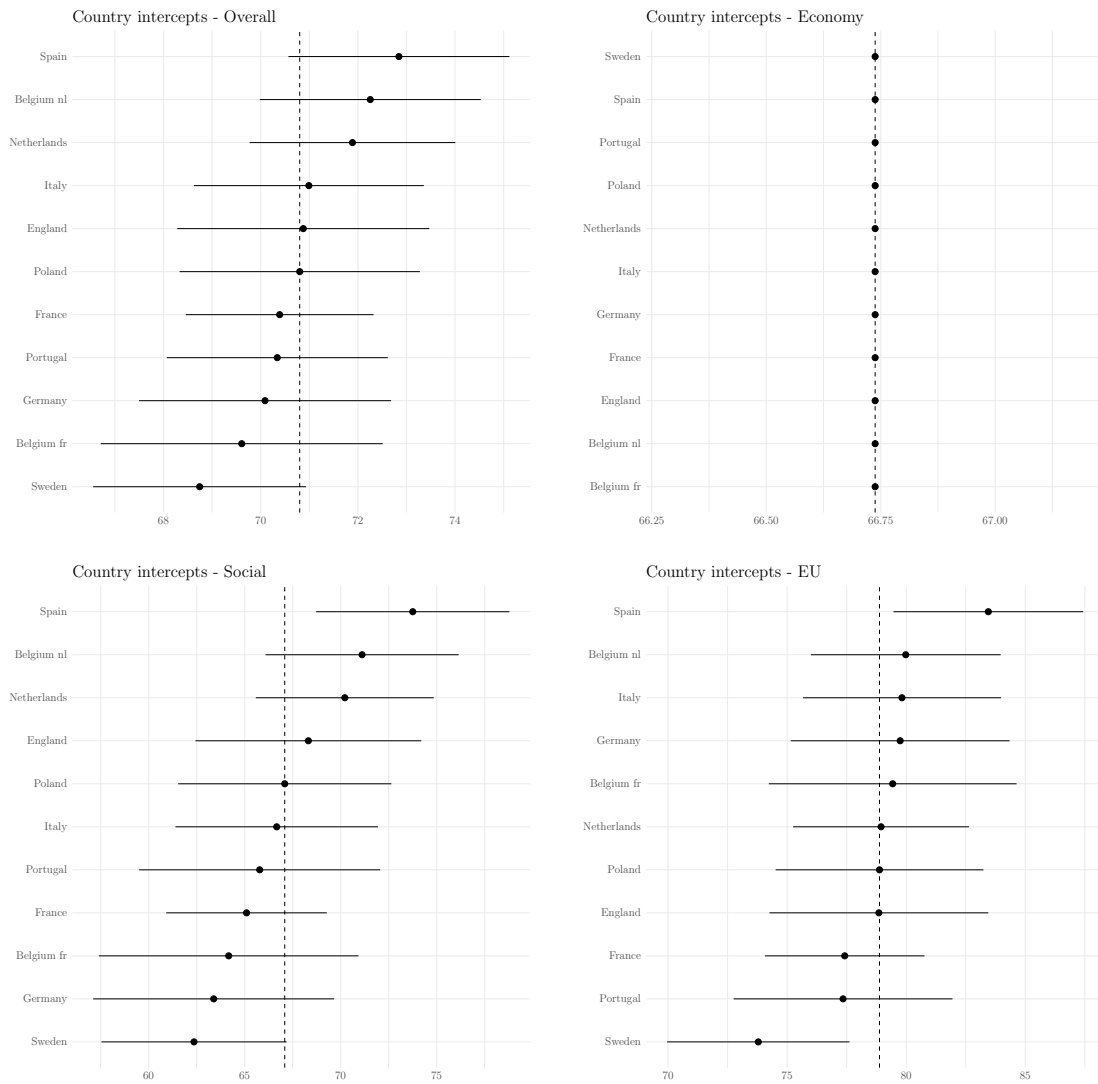 Country intercepts - Overall
Spain
Belgium nl
Netherlands
Italy
England
Poland
France
Portugal
Germany
Belgium fr
Sweden
68 70 72 74
Country intercepts - Economy
Sweden
Spain
Portugal
Poland
Netherlands
Italy
Germany
France
England
Belgium nl
Belgium fr
66.25 66.50 66.75 67.00
Country intercepts - Social
Spain
Belgium nl
Netherlands
England
Poland
Italy
Portugal
France
Belgium fr
Germany
Sweden
60 65 70 75
Country intercepts - EU
Spain
Belgium nl
Italy
Germany
Belgium fr
Netherlands
Poland
England
France
Portugal
Sweden
70 75 80 85